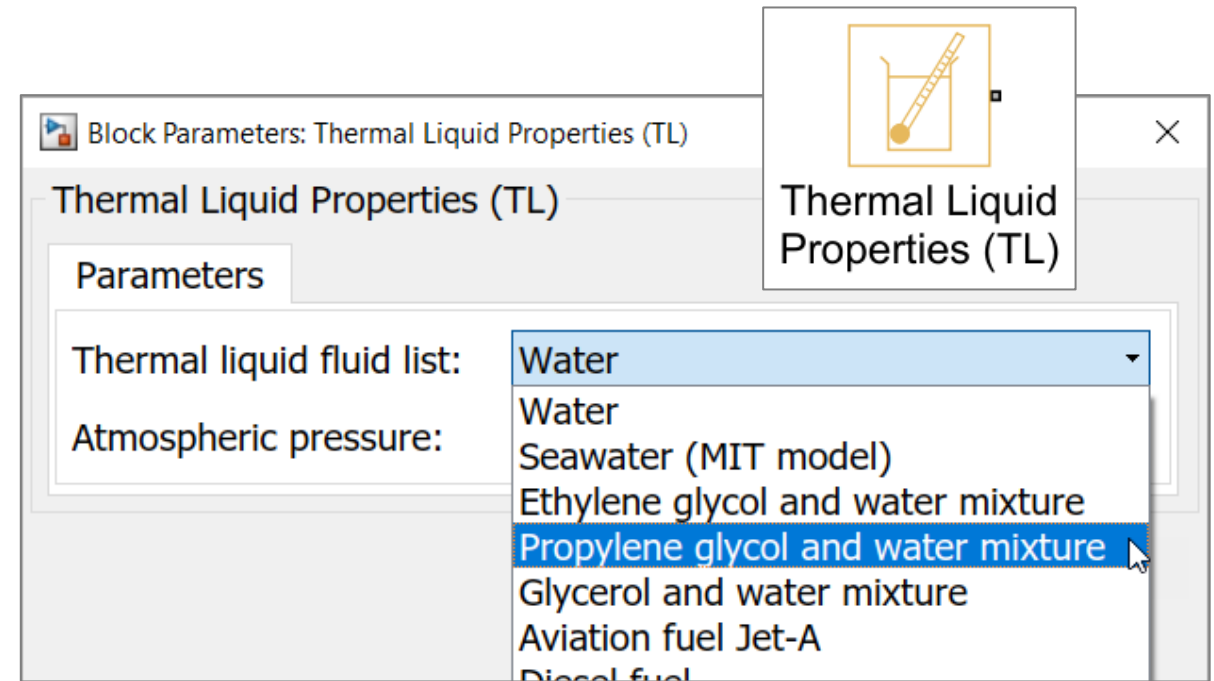 Block Parameters: Thermal Liquid Properties (TL)
Thermal Liquid
Properties (TL)
Thermal Liquid Properties (TL)
Parameters
Thermal liquid fluid list:
Water
Atmospheric pressure:
Water
Seawater (MIT model)
Ethylene glycol and water mixture
Propylene glycol and water mixture
Glycerol and water mixture
Aviation fuel Jet-A
Diesel fuel